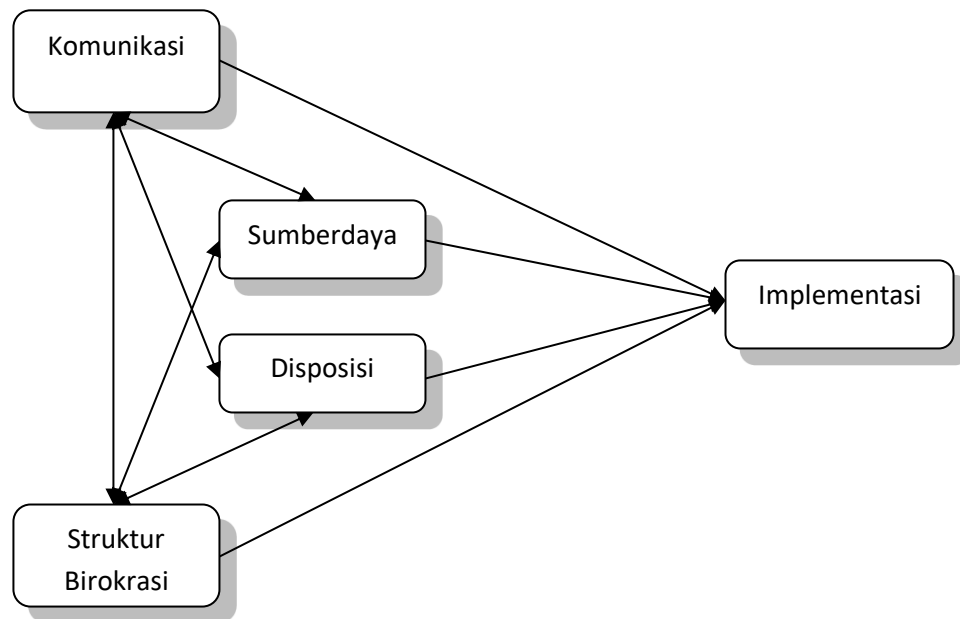 Komunikasi
Sumberdaya
Implementasi
Disposisi
Struktur
Birokrasi